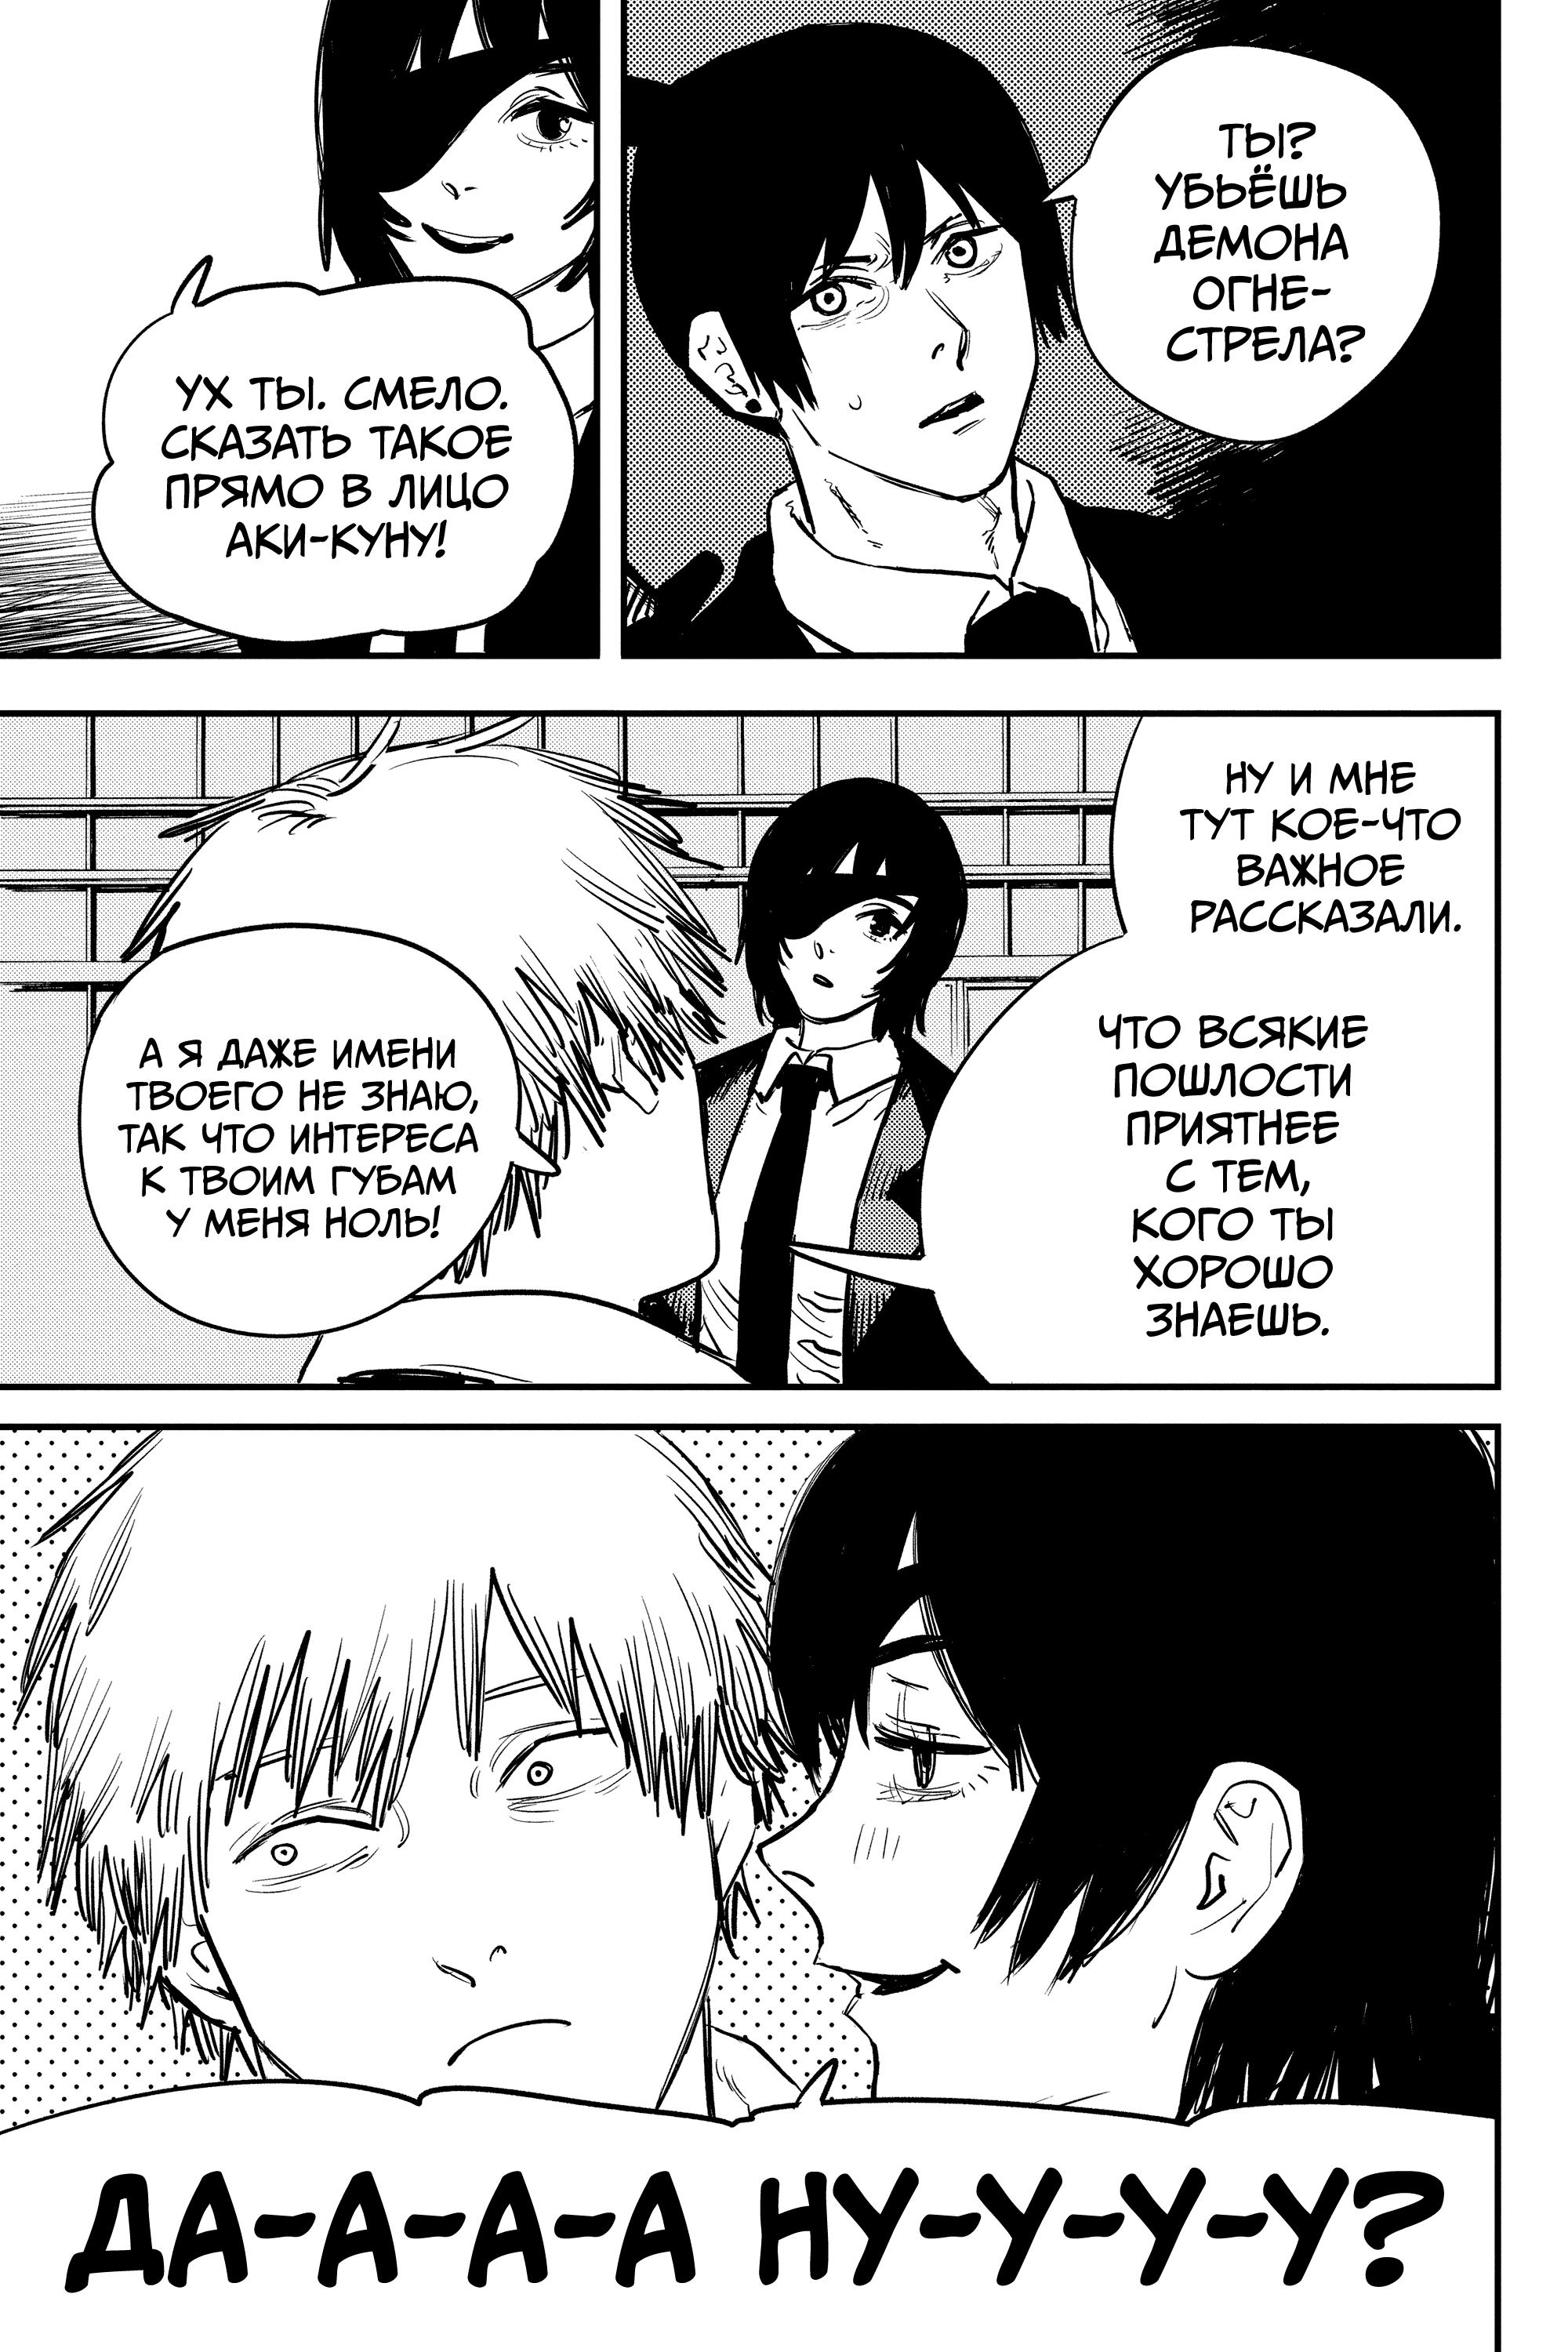 ТЫ?
УБЬЁШЬ
ДЕМОНА
ОГНЕ-
СТРЕЛА?
УХ ТЫ. СМЕЛО.
СКАЗАТЬ ТАКОЕ
ПРЯМО В ЛИЦО
АКИ-КУНУ!
НУ И МНЕ
ТУТ КОЕ-ЧТО
ВАЖНОЕ
РАССКАЗАЛИ.
ЧТО ВСЯКИЕ
ПОШЛОСТИ
ПРИЯТНЕЕ
С ТЕМ,
КОГО ТЫ
ХОРОШО
ЗНАЕШЬ.
А Я ДАЖЕ ИМЕНИ
ТВОЕГО НЕ ЗНАЮ,
ТАК ЧТО ИНТЕРЕСА
К ТВОИМ ГУБАМ
У МЕНЯ НОЛЬ!
ДА-А-А-А НУ-У-У-У?